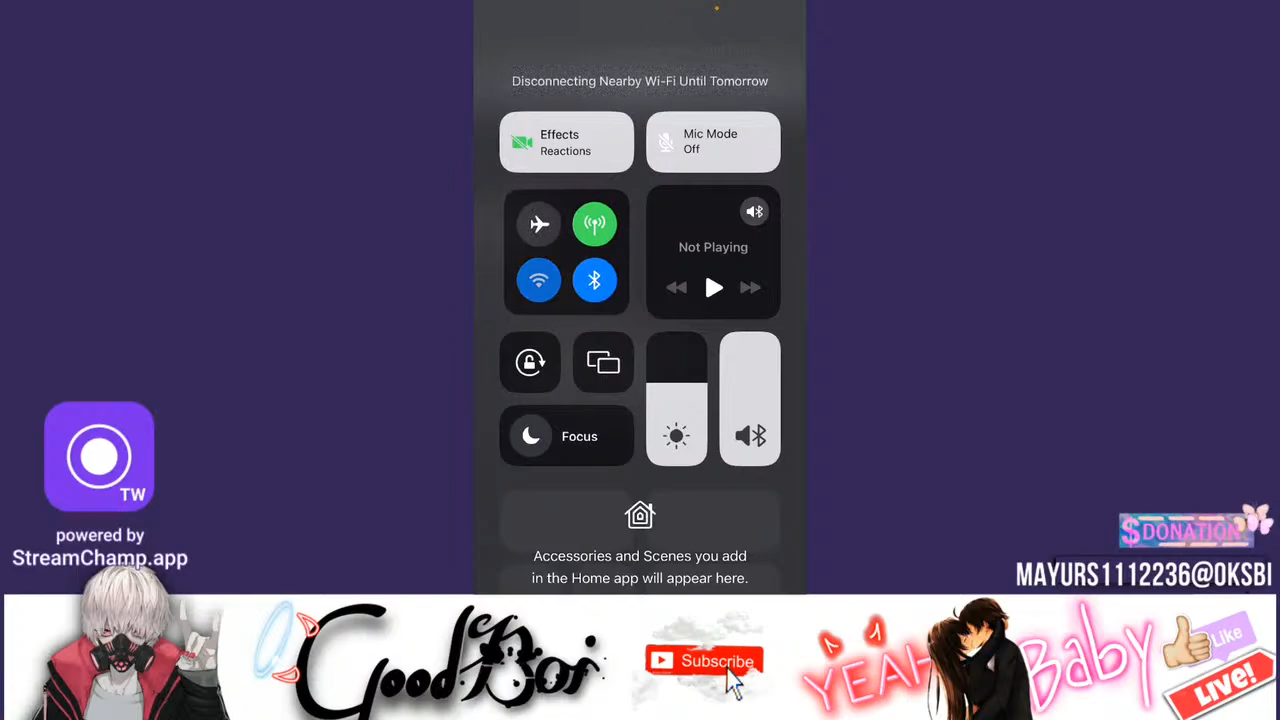 Disconnecting Nearby Wi-Fi Until Tomorrow
Effects
Reactions
Mic Mode
Off
Not Playing
Focus
Accessories and Scenes you add
in the Home app will appear here.
TW
powered by
StreamChamp.app
$DONATION
MAYURS1112236@OKSBI
Good Boi
Subscribe
YEAH Baby
Like
LIVE!